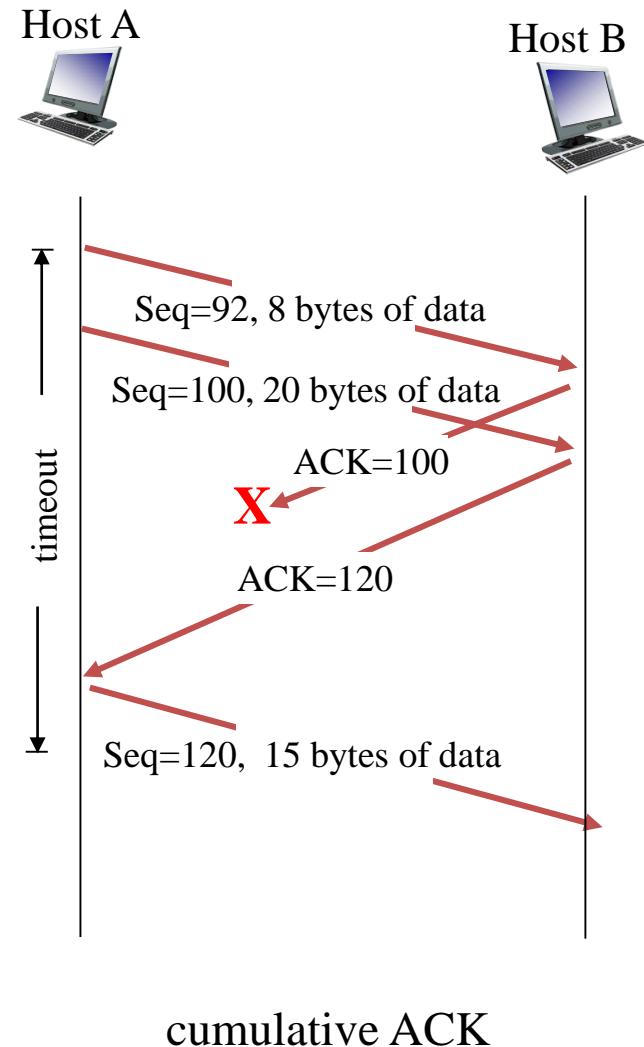 Host A
Host B
Seq=92, 8 bytes of data
Seq=100, 20 bytes of data
ACK=100
X
timeout
ACK=120
Seq=120, 15 bytes of data
cumulative ACK